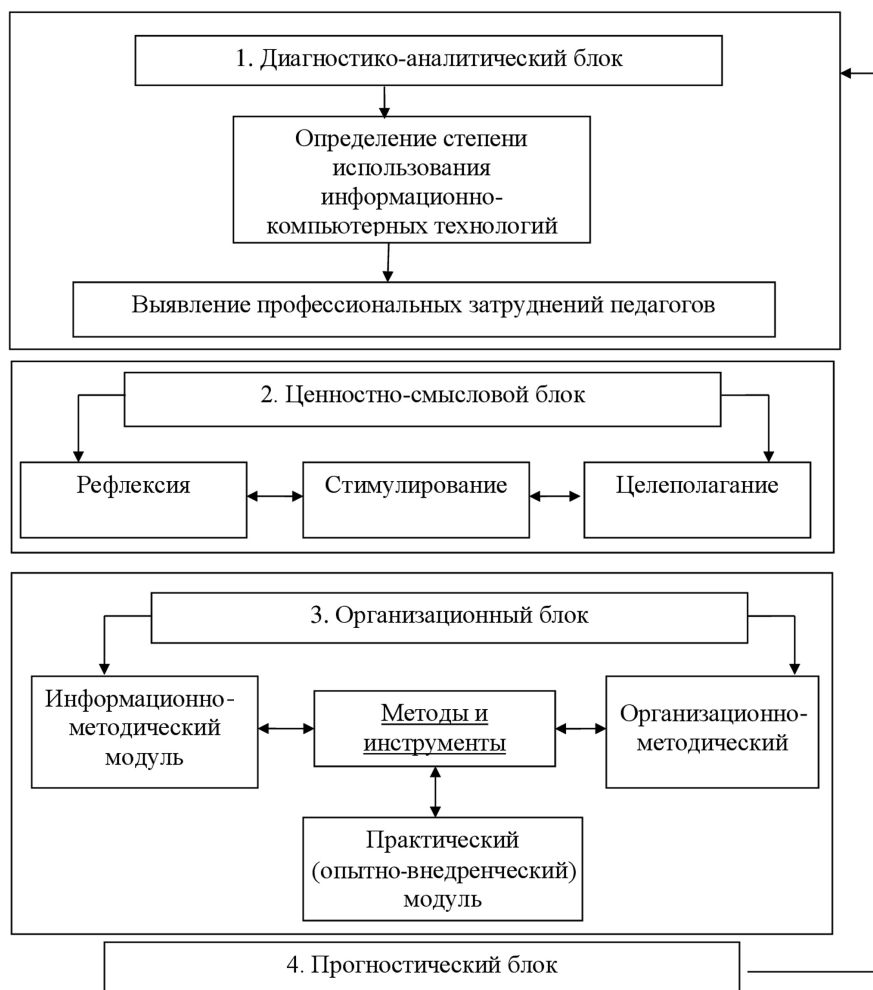 1. Диагностико-аналитический блок
Определение степени
использования
информационно-
компьютерных технологий
Выявление профессиональных затруднений педагогов
2. Ценностно-смысловой блок
Рефлексия
Стимулирование
Целеполагание
3. Организационный блок
Информационно-
методический
модуль
Методы и
инструменты
Организационно-
методический
Практический
(опытно-внедренческий)
модуль
4. Прогностический блок